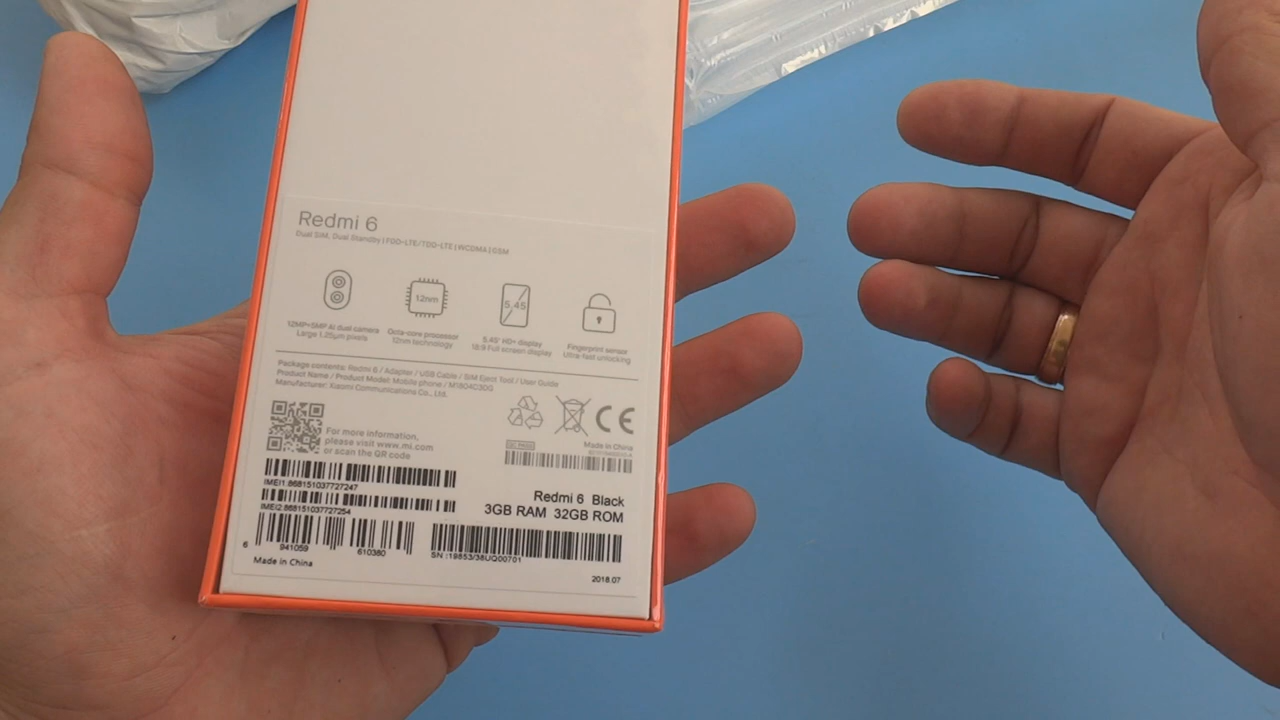 Redmi 6
Dual SIM, Dual Standby | FDD-LTE/TDD-LTE | WCDMA | GSM
12nm
5.45
12MP+5MP AI dual camera
Large 1.25μm pixels
Octa-core processor
12nm technology
5.45" HD+ display
18:9 Full screen display
Fingerprint sensor
Ultra-fast unlocking
Package contents: Redmi 6 / Adapter / USB Cable / SIM Eject Tool / User Guide
Product Name / Product Model: Mobile phone / M1804C3DG
Manufacturer: Xiaomi Communications Co., Ltd.
For more information,
please visit www.mi.com
or scan the QR code
CE
QC PASS
Made in China
IMEI1:868151037727247
IMEI2:868151037727254
Redmi 6 Black
3GB RAM 32GB ROM
6 941059 610380
SN :19853/38UQ00701
Made in China
2018.07